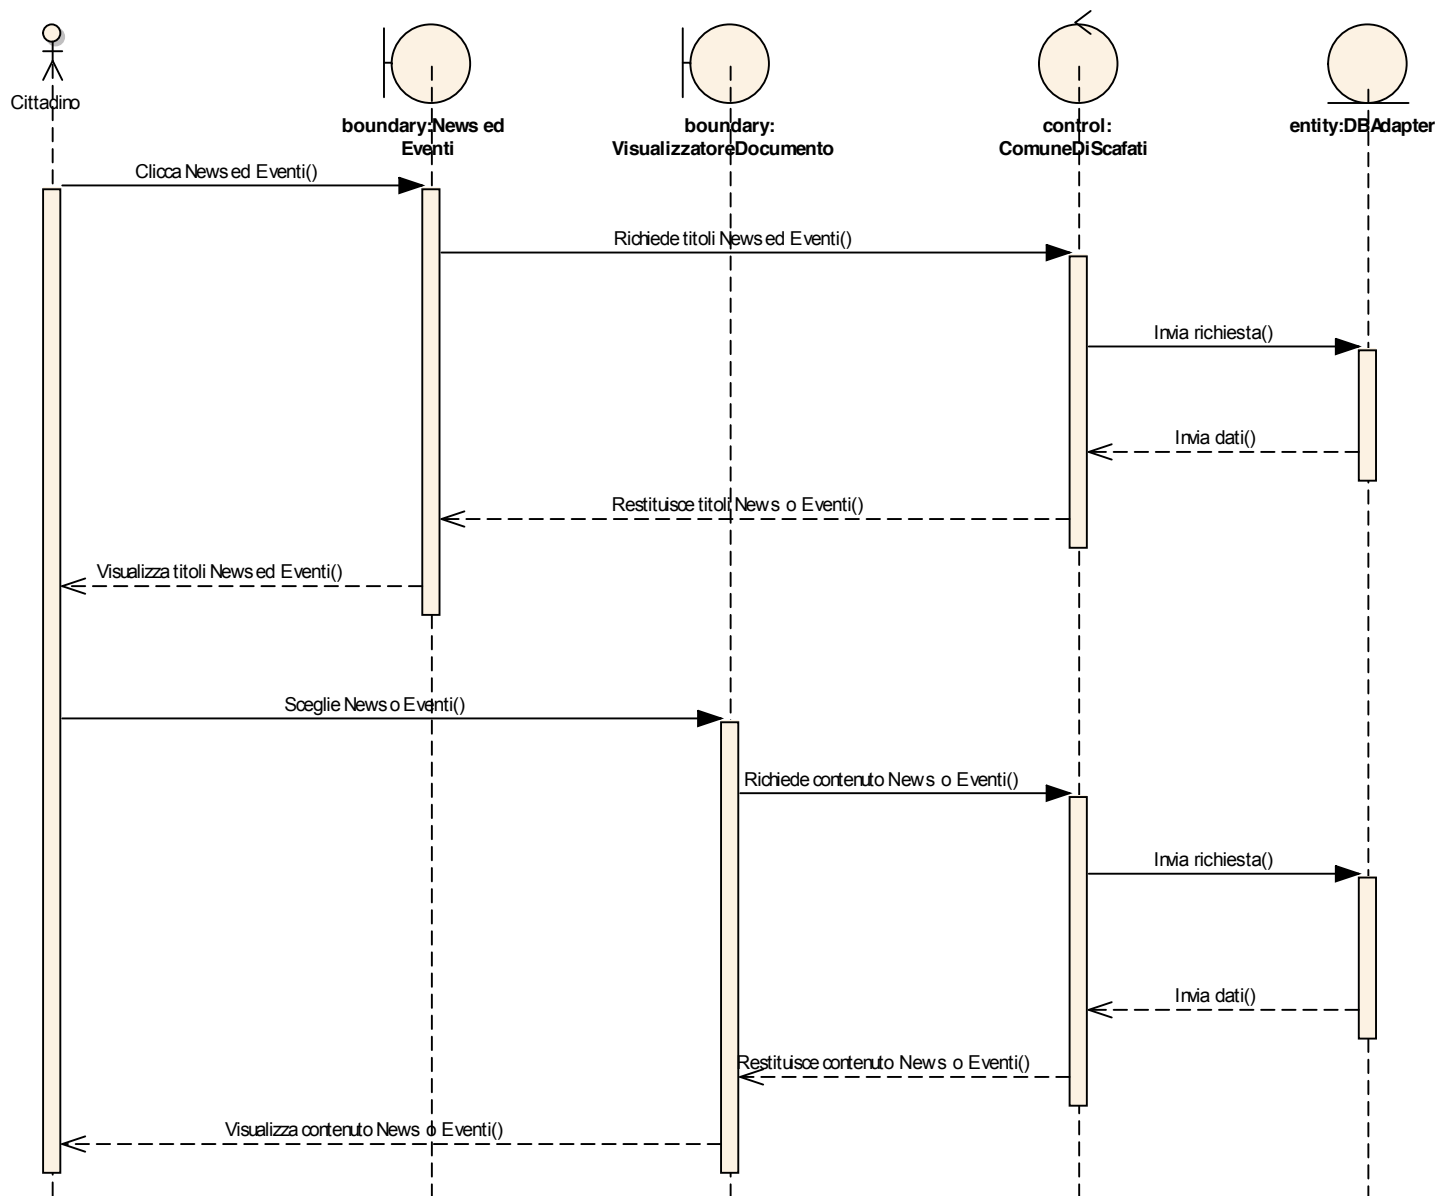 Cittadino
boundary:News ed
Eventi
boundary:
VisualizzatoreDocumento
control:
ComuneDiScafati
entity:DBAdapter
Clicca News ed Eventi()
Richiede titoli News ed Eventi()
Invia richiesta()
Invia dati()
Restituisce titoli News o Eventi()
Visualizza titoli News ed Eventi()
Sceglie News o Eventi()
Richiede contenuto News o Eventi()
Invia richiesta()
Invia dati()
Restituisce contenuto News o Eventi()
Visualizza contenuto News o Eventi()